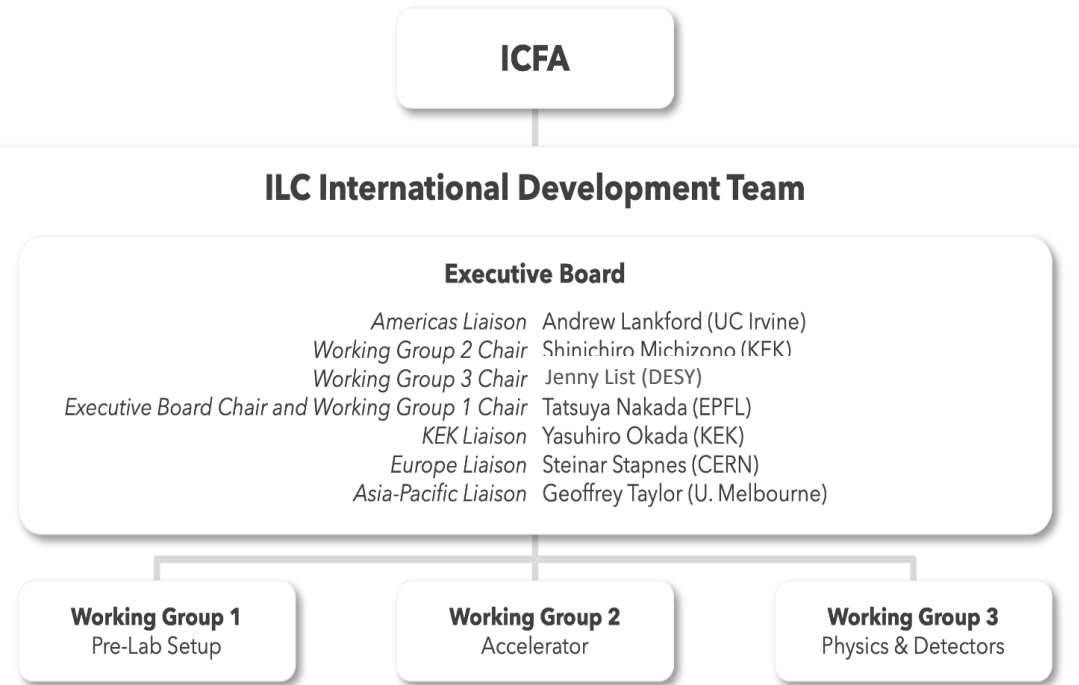 ICFA
ILC International Development Team
Executive Board
Americas Liaison Andrew Lankford (UC Irvine)
Working Group 2 Chair Shinichiro Michizono (KEK)
Working Group 3 Chair Jenny List (DESY)
Executive Board Chair and Working Group 1 Chair Tatsuya Nakada (EPFL)
KEK Liaison Yasuhiro Okada (KEK)
Europe Liaison Steinar Stapnes (CERN)
Asia-Pacific Liaison Geoffrey Taylor (U. Melbourne)
Working Group 1 Working Group 2 Working Group 3
Pre-Lab Setup Accelerator Physics & Detectors